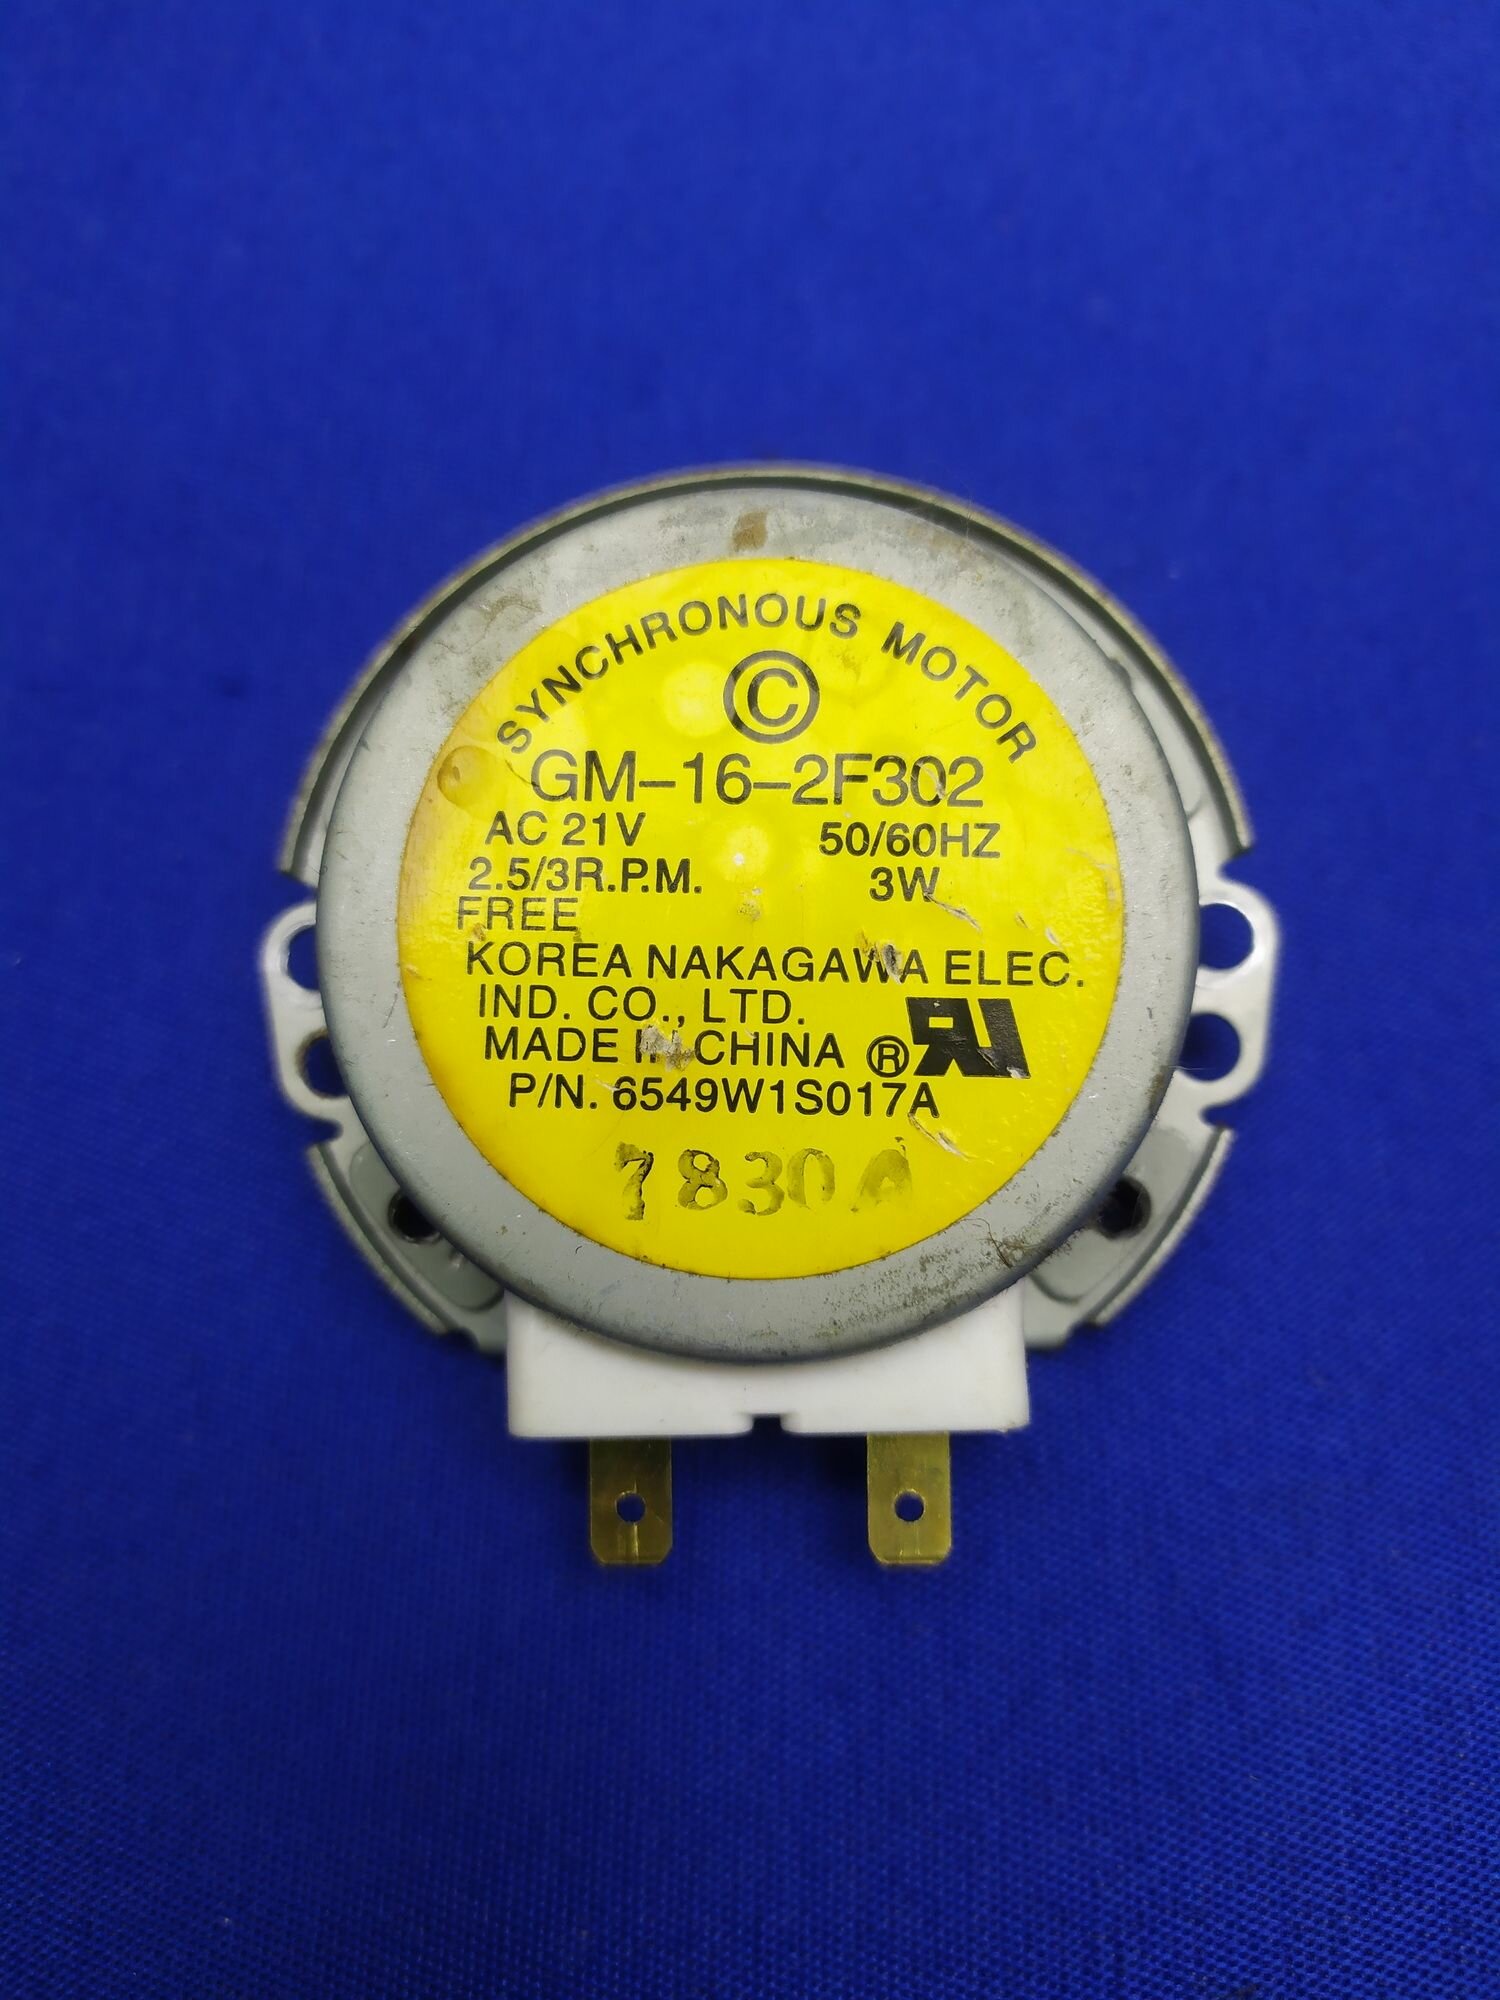 SYNCHRONOUS MOTOR
©
GM-16-2F302
AC 21V 50/60HZ
2.5/3R.P.M. 3W
FREE
KOREA NAKAGAWA ELEC.
IND. CO., LTD.
MADE IN CHINA ®
P/N. 6549W1S017A
7830A